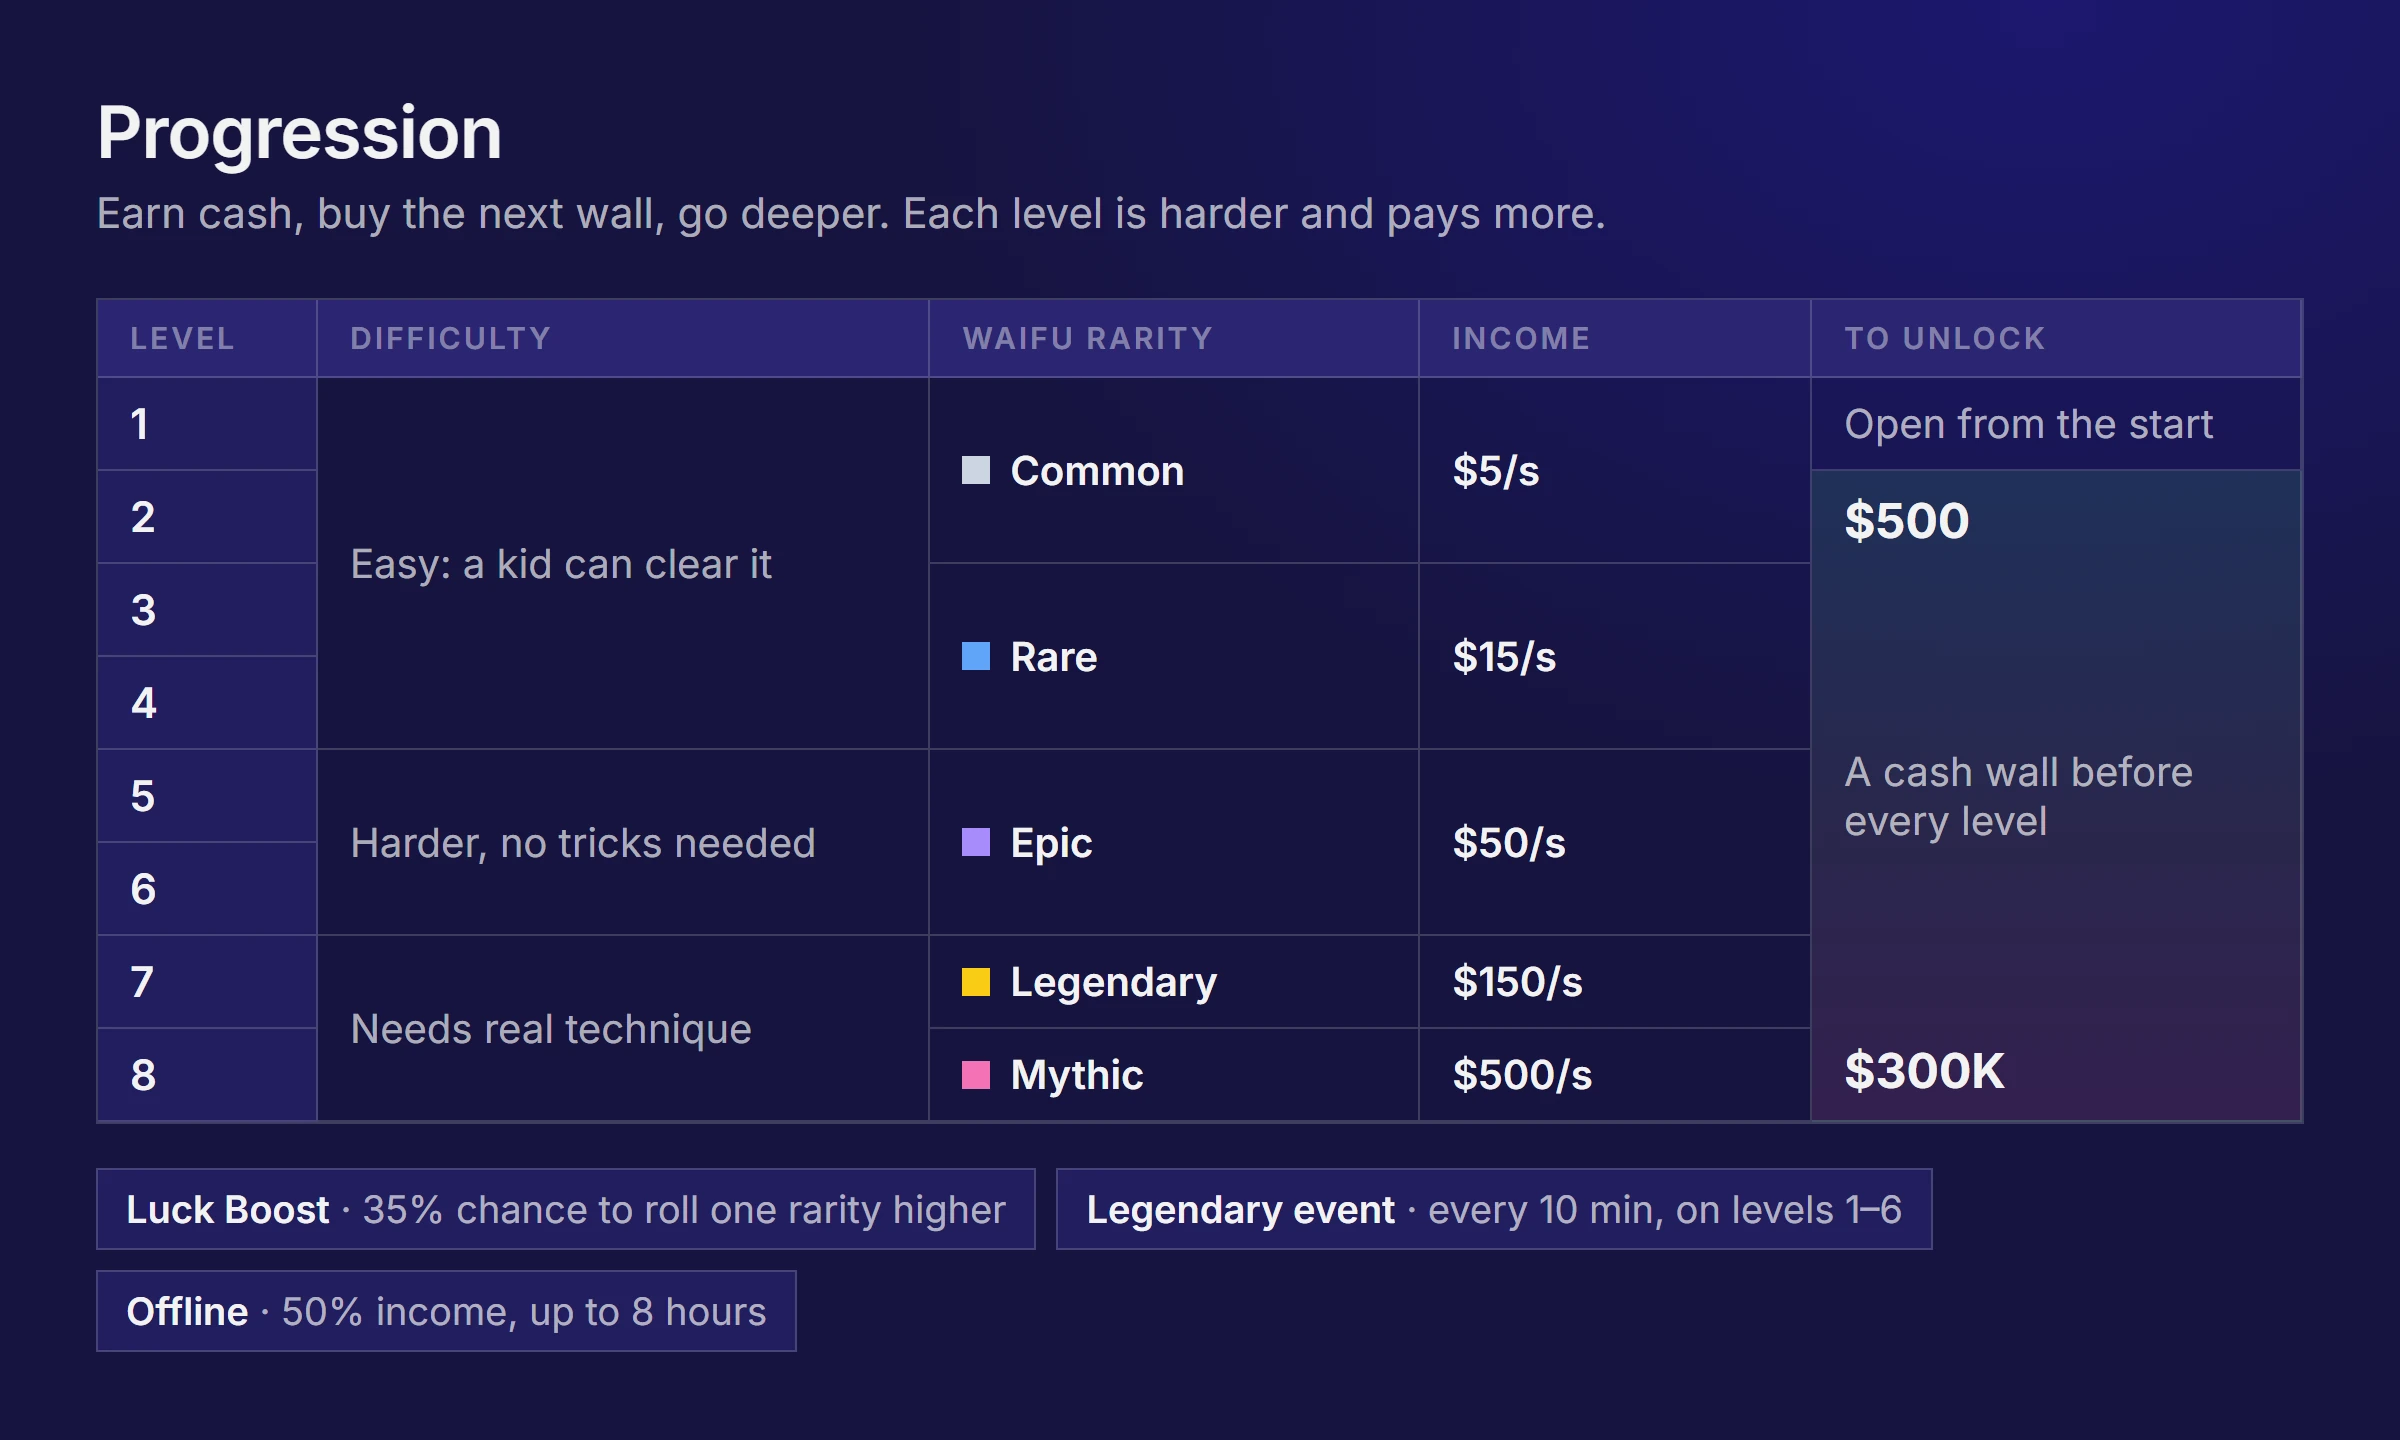 Progression
Earn cash, buy the next wall, go deeper. Each level is harder and pays more.
LEVEL DIFFICULTY WAIFU RARITY INCOME TO UNLOCK
1
2
3
4
5
6
7
8
Easy: a kid can clear it
Harder, no tricks needed
Needs real technique
Common
Rare
Epic
Legendary
Mythic
$5/s
$15/s
$50/s
$150/s
$500/s
Open from the start
$500
A cash wall before
every level
$300K
Luck Boost · 35% chance to roll one rarity higher
Legendary event · every 10 min, on levels 1–6
Offline · 50% income, up to 8 hours